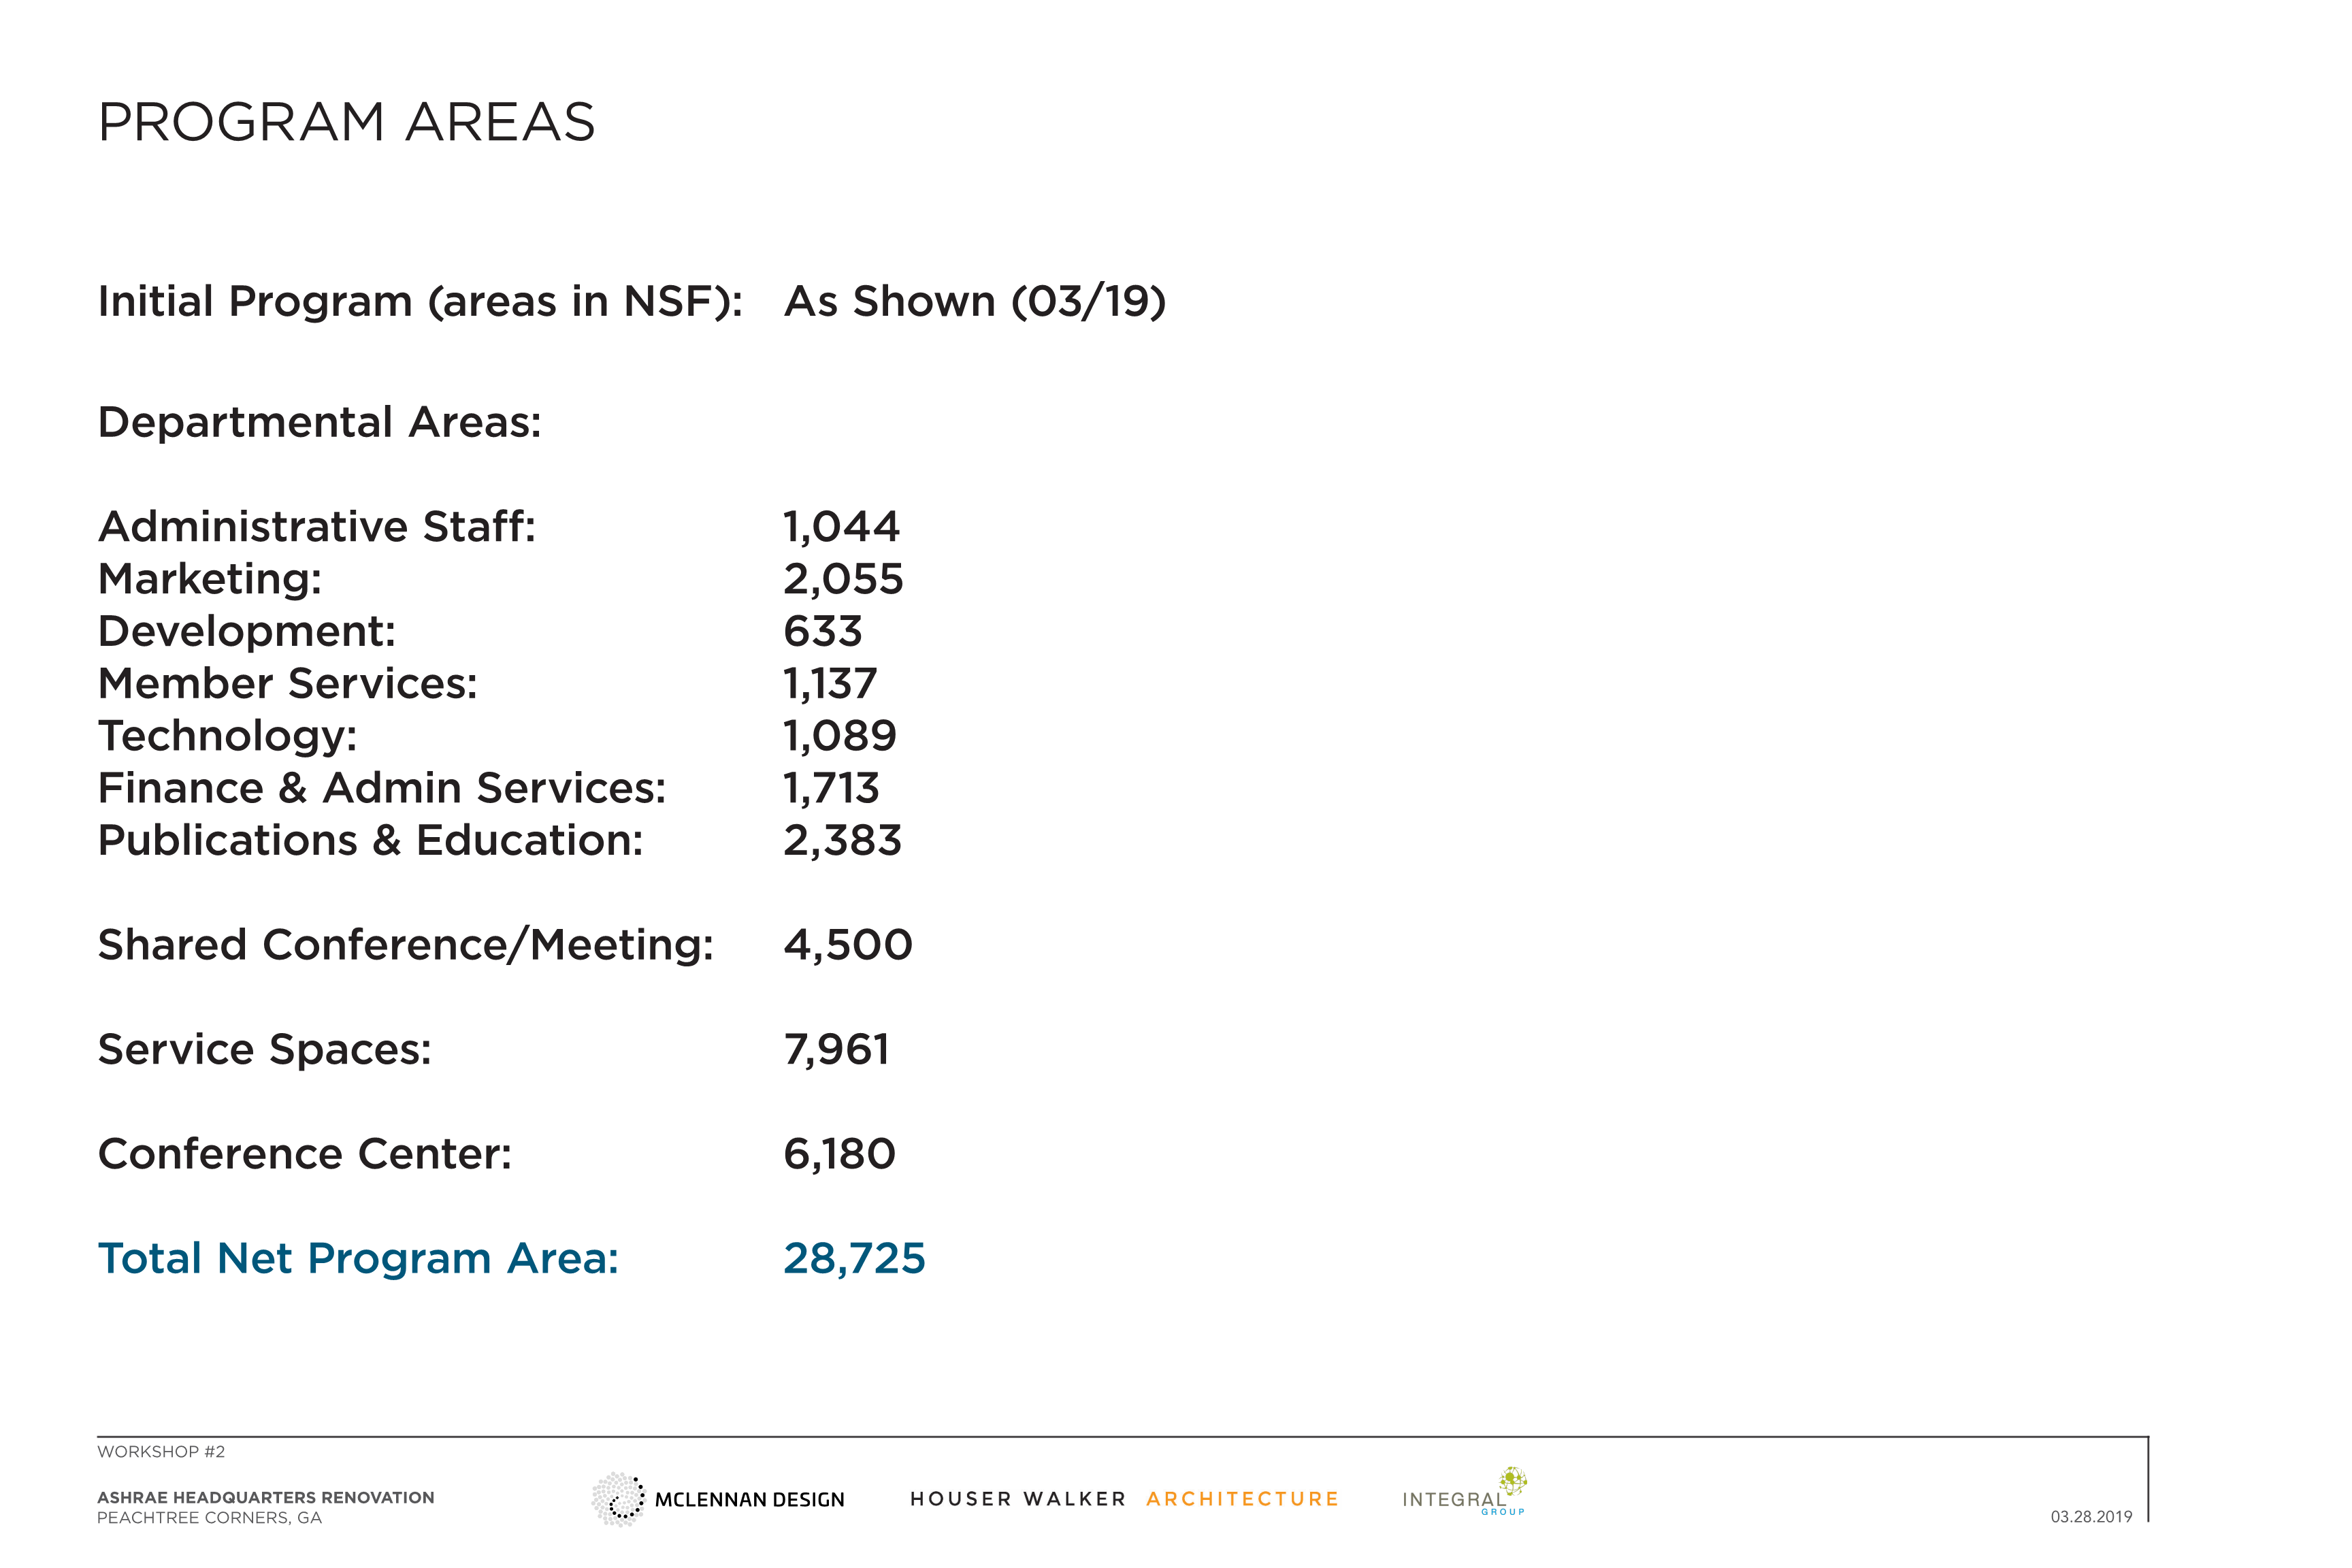 PROGRAM AREAS
Initial Program (areas in NSF): As Shown (03/19)
Departmental Areas:
Administrative Staff: 1,044
Marketing: 2,055
Development: 633
Member Services: 1,137
Technology: 1,089
Finance & Admin Services: 1,713
Publications & Education: 2,383
Shared Conference/Meeting: 4,500
Service Spaces: 7,961
Conference Center: 6,180
Total Net Program Area: 28,725
WORKSHOP #2
ASHRAE HEADQUARTERS RENOVATION
PEACHTREE CORNERS, GA
MCLENNAN DESIGN
HOUSER WALKER ARCHITECTURE
INTEGRAL
GROUP
03.28.2019